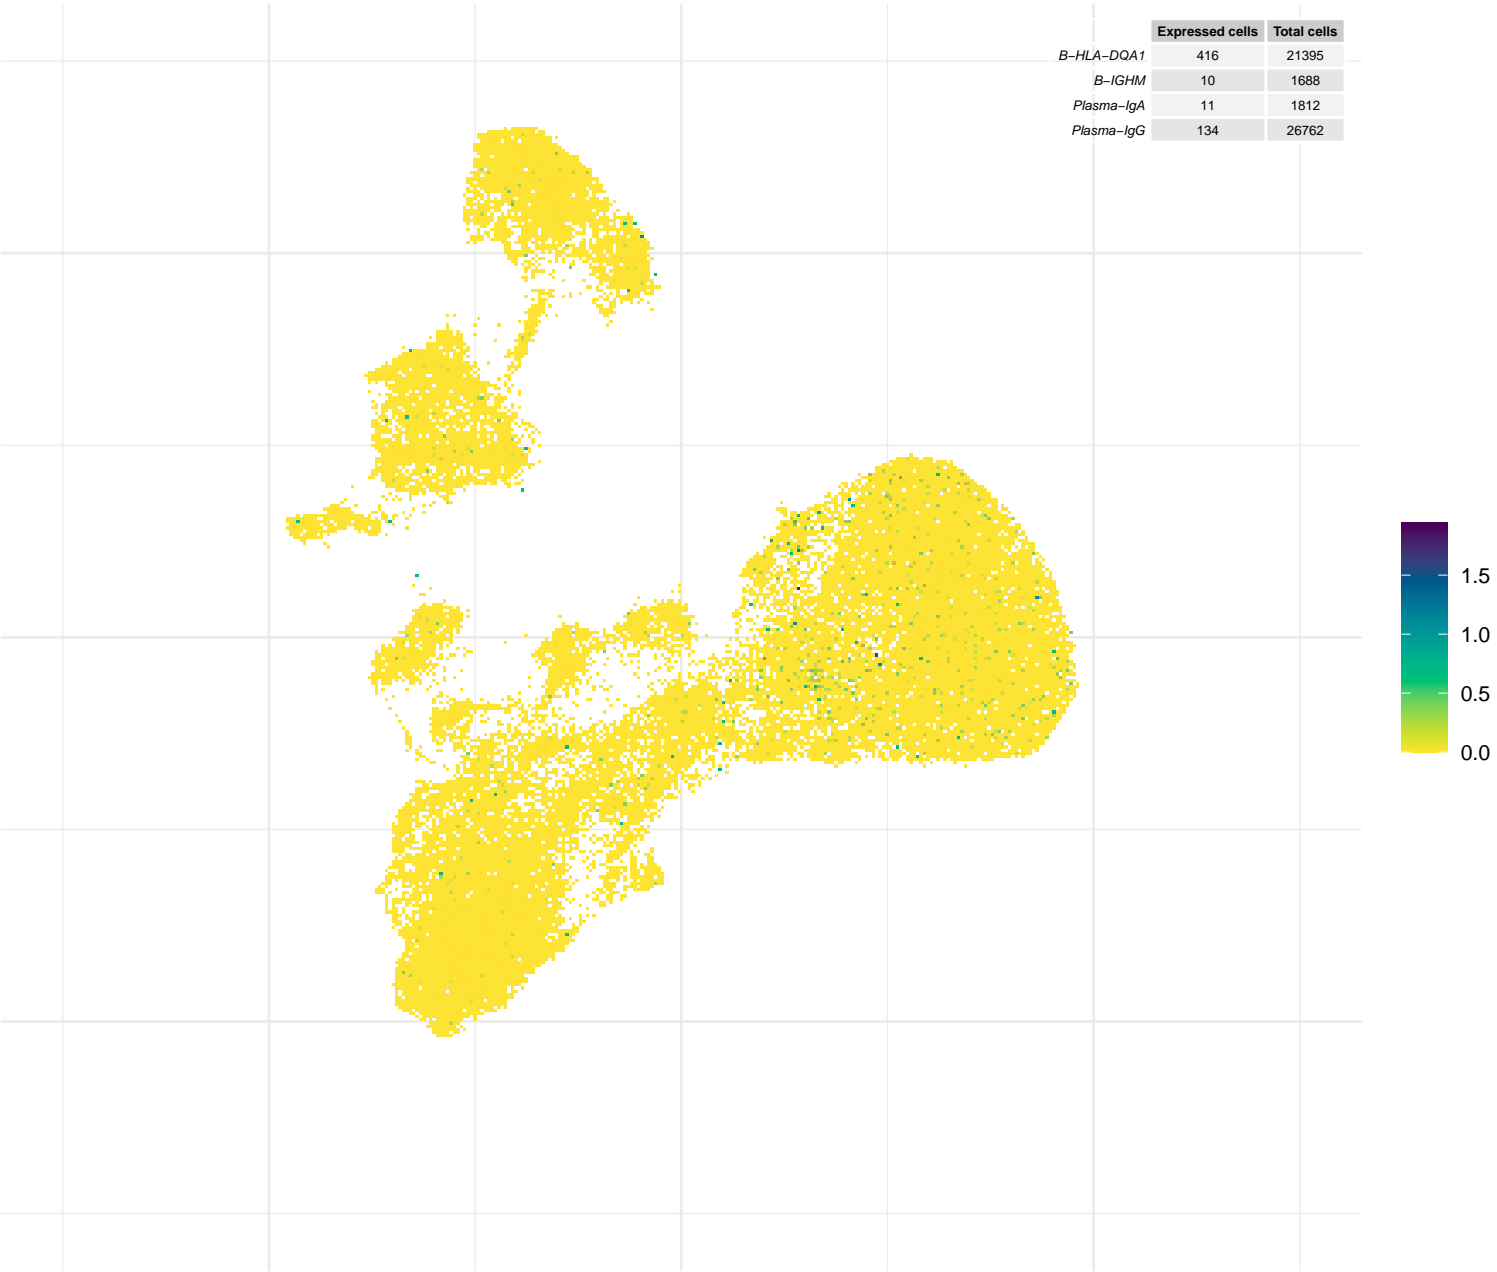 Expressed cells Total cells
B−HLA−DQA1 416 21395
B−IGHM 10 1688
Plasma−IgA 11 1812
Plasma−IgG 134 26762
1.5
1.0
0.5
0.0